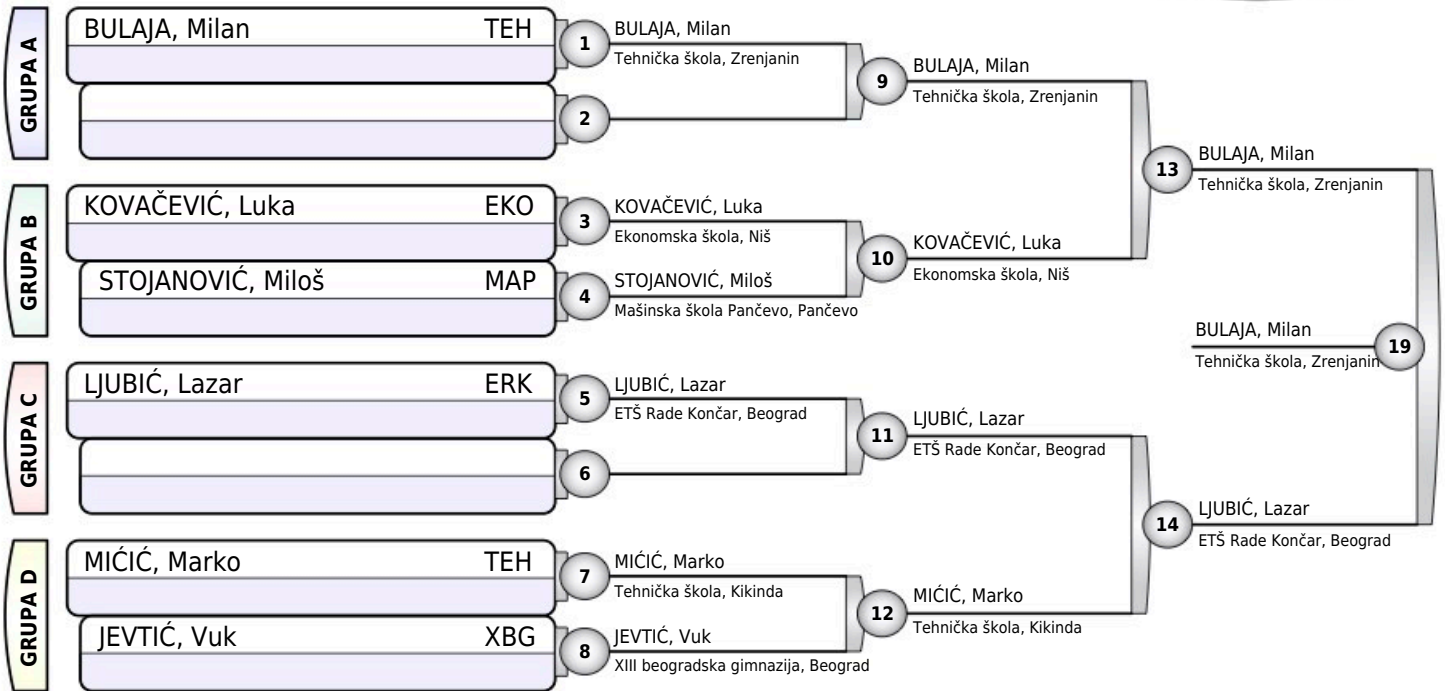 GRUPA A
BULAJA, Milan TEH
1
2
BULAJA, Milan
Tehnička škola, Zrenjanin
9
BULAJA, Milan
Tehnička škola, Zrenjanin
GRUPA B
KOVAČEVIĆ, Luka EKO
STOJANOVIĆ, Miloš MAP
3
4
KOVAČEVIĆ, Luka
Ekonomska škola, Niš
STOJANOVIĆ, Miloš
Mašinska škola Pančevo, Pančevo
10
KOVAČEVIĆ, Luka
Ekonomska škola, Niš
13
BULAJA, Milan
Tehnička škola, Zrenjanin
GRUPA C
LJUBIĆ, Lazar ERK
5
6
LJUBIĆ, Lazar
ETŠ Rade Končar, Beograd
11
LJUBIĆ, Lazar
ETŠ Rade Končar, Beograd
GRUPA D
MIĆIĆ, Marko TEH
JEVTIĆ, Vuk XBG
7
8
MIĆIĆ, Marko
Tehnička škola, Kikinda
JEVTIĆ, Vuk
XIII beogradska gimnazija, Beograd
12
MIĆIĆ, Marko
Tehnička škola, Kikinda
14
LJUBIĆ, Lazar
ETŠ Rade Končar, Beograd
BULAJA, Milan
Tehnička škola, Zrenjanin
19